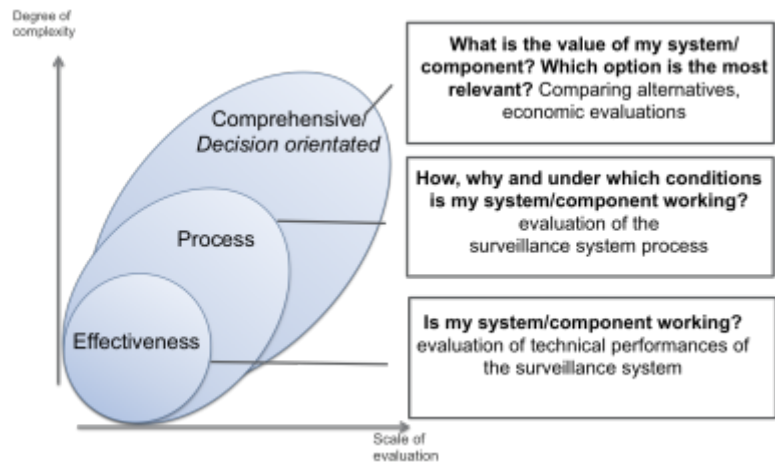 Degree of
complexity
What is the value of my system/
component? Which option is the most
relevant? Comparing alternatives,
economic evaluations
Comprehensive/
Decision orientated
How, why and under which conditions
is my system/component working?
evaluation of the
surveillance system process
Process
Is my system/component working?
evaluation of technical performances of
the surveillance system
Effectiveness
Scale of
evaluation